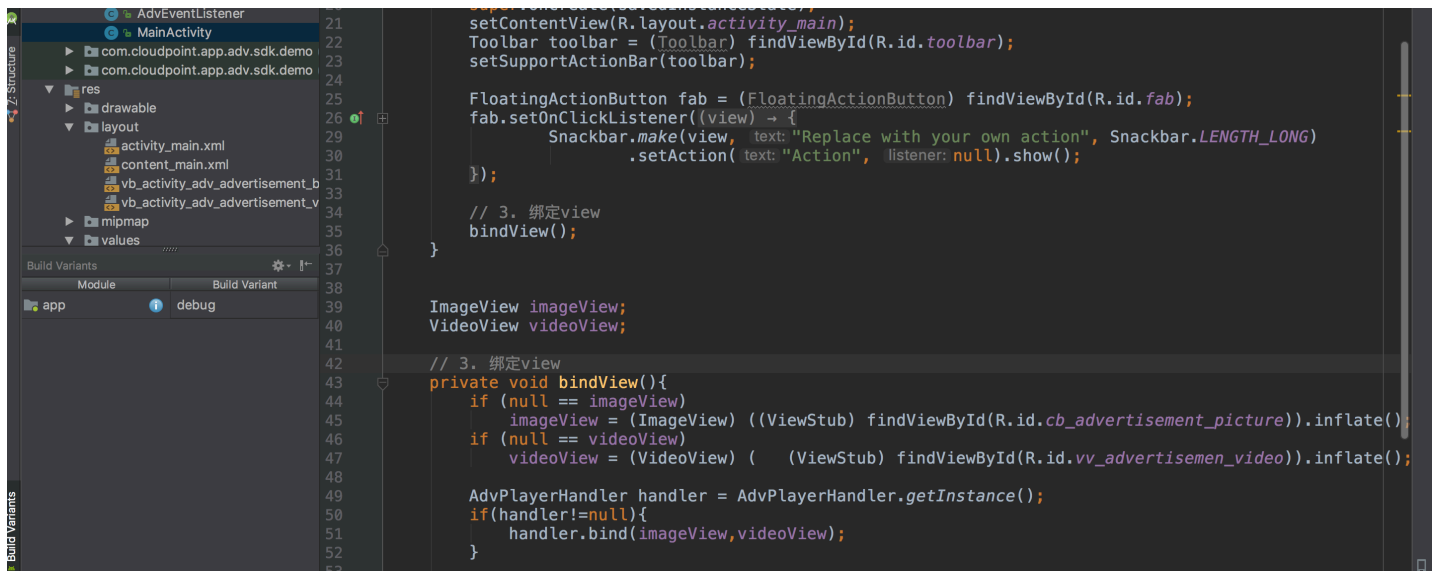 AdvEventListener
MainActivity
com.cloudpoint.app.adv.sdk.demo
com.cloudpoint.app.adv.sdk.demo
res
drawable
layout
activity_main.xml
content_main.xml
vb_activity_adv_advertisement_b
vb_activity_adv_advertisement_v
mipmap
values
Build Variants
Module Build Variant
app debug
Z: Structure
Build Variants
21 setContentView(R.layout.activity_main);
22 Toolbar toolbar = (Toolbar) findViewById(R.id.toolbar);
23 setSupportActionBar(toolbar);
24
25 FloatingActionButton fab = (FloatingActionButton) findViewById(R.id.fab);
26 fab.setOnClickListener((view) → {
29 Snackbar.make(view, text: "Replace with your own action", Snackbar.LENGTH_LONG)
30 .setAction( text: "Action", listener: null).show();
31 });
33
34 // 3. 绑定view
35 bindView();
36 }
37
38
39 ImageView imageView;
40 VideoView videoView;
41
42 // 3. 绑定view
43 private void bindView(){
44 if (null == imageView)
45 imageView = (ImageView) ((ViewStub) findViewById(R.id.cb_advertisement_picture)).inflate();
46 if (null == videoView)
47 videoView = (VideoView) ( (ViewStub) findViewById(R.id.vv_advertisemen_video)).inflate();
48
49 AdvPlayerHandler handler = AdvPlayerHandler.getInstance();
50 if(handler!=null){
51 handler.bind(imageView,videoView);
52 }